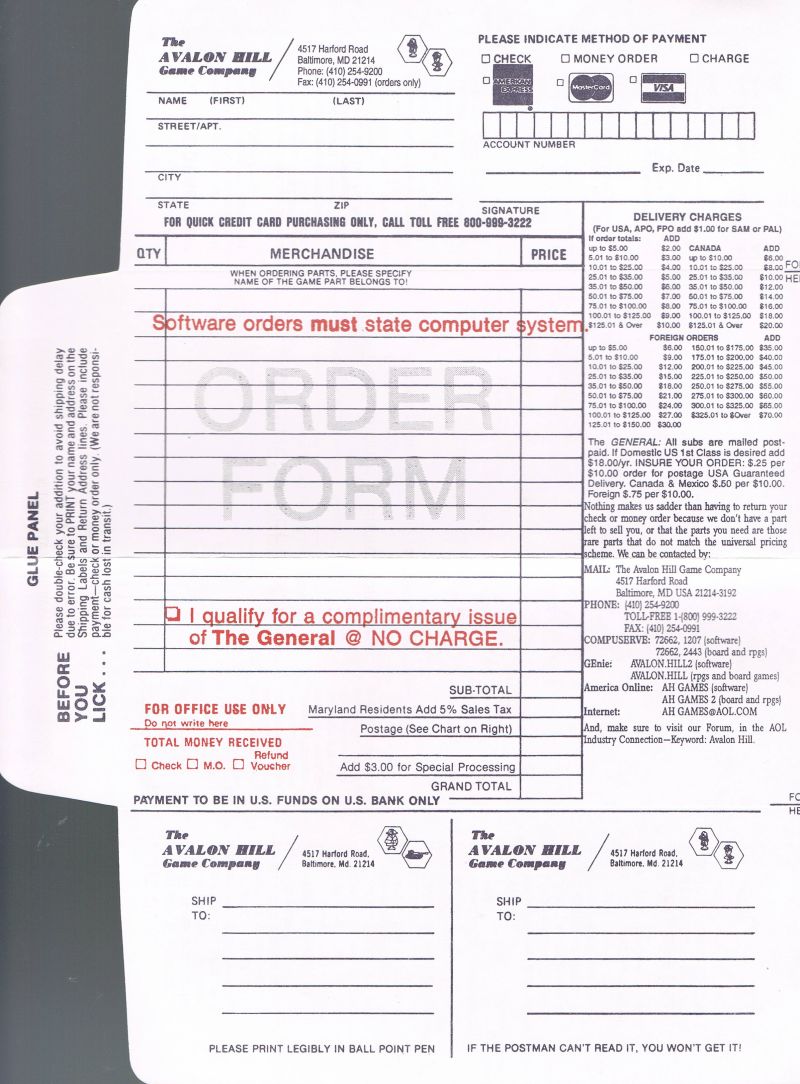 The
AVALON HILL
Game Company
4517 Harford Road
Baltimore, MD 21214
Phone: (410) 254-9200
Fax: (410) 254-0991 (orders only)
NAME (FIRST) (LAST)
STREET/APT.
CITY
STATE ZIP
FOR QUICK CREDIT CARD PURCHASING ONLY, CALL TOLL FREE 800-999-3222
PLEASE INDICATE METHOD OF PAYMENT
☐ CHECK ☐ MONEY ORDER ☐ CHARGE
☐ AMERICAN EXPRESS ☐ MasterCard ☐ VISA
ACCOUNT NUMBER
Exp. Date
SIGNATURE
QTY MERCHANDISE PRICE
WHEN ORDERING PARTS, PLEASE SPECIFY
NAME OF THE GAME PART BELONGS TO!
Software orders must state computer system.
ORDER
FORM
☐ I qualify for a complimentary issue
of The General @ NO CHARGE.
SUB-TOTAL
Maryland Residents Add 5% Sales Tax
Postage (See Chart on Right)
Add $3.00 for Special Processing
GRAND TOTAL
FOR OFFICE USE ONLY
Do not write here
TOTAL MONEY RECEIVED
☐ Check ☐ M.O. ☐ Refund Voucher
PAYMENT TO BE IN U.S. FUNDS ON U.S. BANK ONLY
DELIVERY CHARGES
(For USA, APO, FPO add $1.00 for SAM or PAL)
If order totals: ADD
up to $5.00 $2.00 CANADA ADD
5.01 to $10.00 $3.00 up to $10.00 $6.00
10.01 to $25.00 $4.00 10.01 to $25.00 $8.00
25.01 to $35.00 $5.00 25.01 to $35.00 $10.00
35.01 to $50.00 $6.00 35.01 to $50.00 $12.00
50.01 to $75.00 $7.00 50.01 to $75.00 $14.00
75.01 to $100.00 $8.00 75.01 to $100.00 $16.00
100.01 to $125.00 $9.00 100.01 to $125.00 $18.00
$125.01 & Over $10.00 $125.01 & Over $20.00
FOREIGN ORDERS ADD
up to $5.00 $6.00 150.01 to $175.00 $35.00
5.01 to $10.00 $9.00 175.01 to $200.00 $40.00
10.01 to $25.00 $12.00 200.01 to $225.00 $45.00
25.01 to $35.00 $15.00 225.01 to $250.00 $50.00
35.01 to $50.00 $18.00 250.01 to $275.00 $55.00
50.01 to $75.00 $21.00 275.01 to $300.00 $60.00
75.01 to $100.00 $24.00 300.01 to $325.00 $65.00
100.01 to $125.00 $27.00 $325.01 to $Over $70.00
125.01 to $150.00 $30.00
The GENERAL: All subs are mailed post-
paid. If Domestic US 1st Class is desired add
$18.00/yr. INSURE YOUR ORDER: $.25 per
$10.00 order for postage USA Guaranteed
Delivery. Canada & Mexico $.50 per $10.00.
Foreign $.75 per $10.00.
Nothing makes us sadder than having to return your
check or money order because we don't have a part
left to sell you, or that the parts you need are those
rare parts that do not match the universal pricing
scheme. We can be contacted by:
MAIL: The Avalon Hill Game Company
4517 Harford Road
Baltimore, MD USA 21214-3192
PHONE: (410) 254-9200
TOLL-FREE 1-(800) 999-3222
FAX: (410) 254-0991
COMPUSERVE: 72662, 1207 (software)
72662, 2443 (board and rpgs)
GEnie: AVALON.HILL2 (software)
AVALON.HILL (rpgs and board games)
America Online: AH GAMES (software)
AH GAMES 2 (board and rpgs)
Internet: AH GAMES@AOL.COM
And, make sure to visit our Forum, in the AOL
Industry Connection—Keyword: Avalon Hill.
FO
HE
FO
HE
GLUE PANEL
BEFORE
YOU
LICK . . .
Please double-check your addition to avoid shipping delay
due to error. Be sure to PRINT your name and address on the
Shipping Labels and Return Address lines. Please include
payment—check or money order only. (We are not responsi-
ble for cash lost in transit.)
The
AVALON HILL
Game Company
4517 Harford Road,
Baltimore, Md. 21214
SHIP
TO:
PLEASE PRINT LEGIBLY IN BALL POINT PEN
The
AVALON HILL
Game Company
4517 Harford Road,
Baltimore, Md. 21214
SHIP
TO:
IF THE POSTMAN CAN'T READ IT, YOU WON'T GET IT!